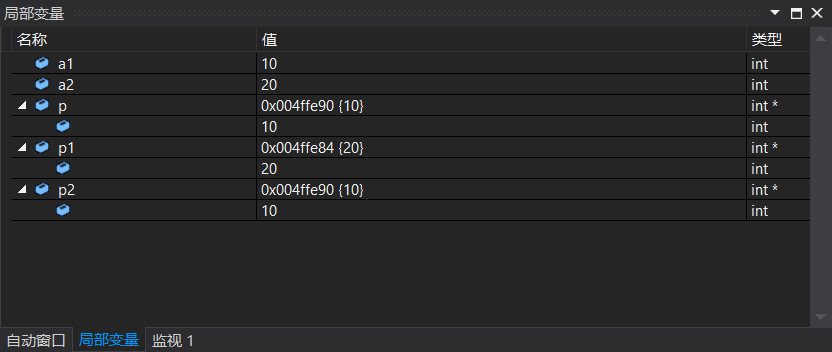 局部变量
名称 值 类型
a1 10 int
a2 20 int
p 0x004ffe90 {10} int *
10 int
p1 0x004ffe84 {20} int *
20 int
p2 0x004ffe90 {10} int *
10 int
自动窗口 局部变量 监视 1